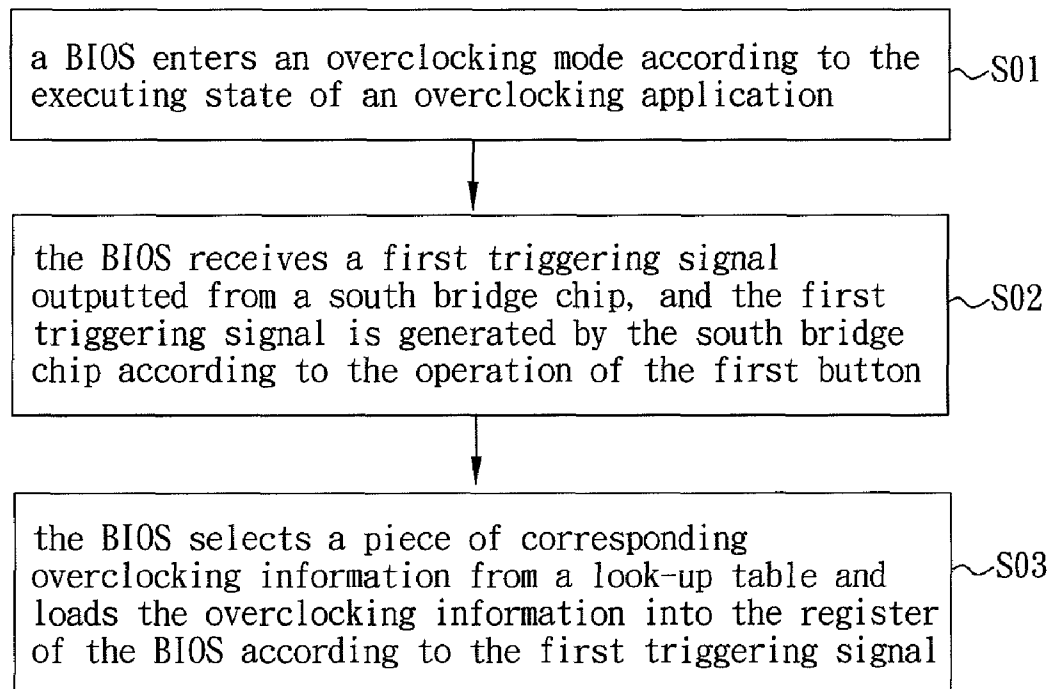 a BIOS enters an overclocking mode according to the
executing state of an overclocking application
S01
the BIOS receives a first triggering signal
outputted from a south bridge chip, and the first
triggering signal is generated by the south bridge
chip according to the operation of the first button
S02
the BIOS selects a piece of corresponding
overclocking information from a look-up table and
loads the overclocking information into the register
of the BIOS according to the first triggering signal
S03